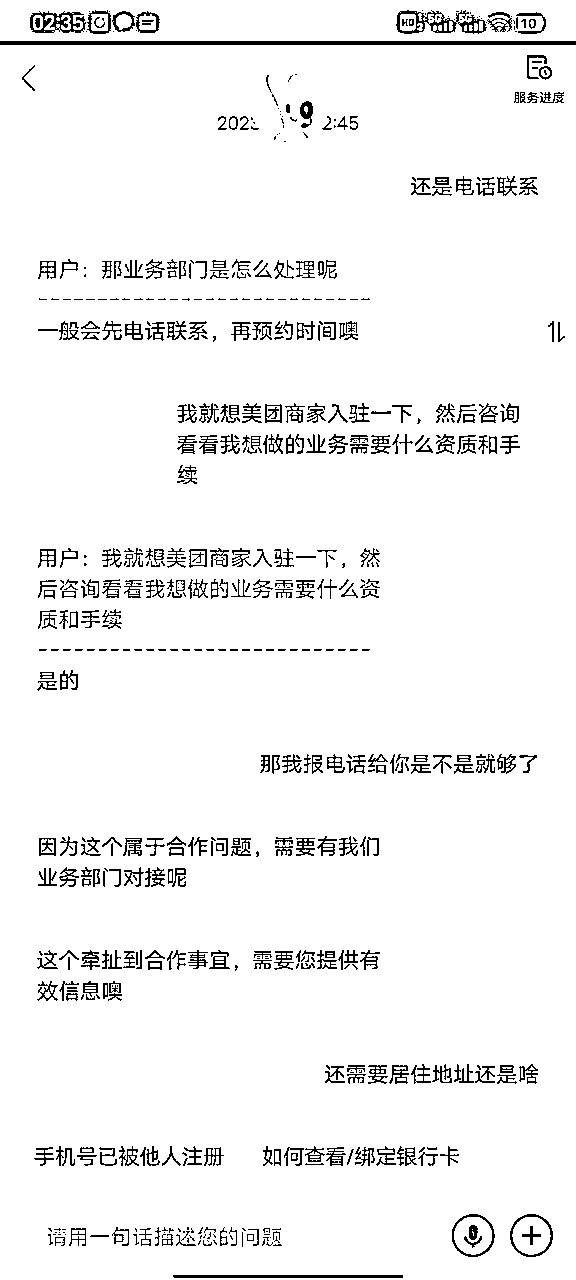 02:35
HD
10
服务进度
2:45
还是电话联系
用户：那业务部门是怎么处理呢
----------------------------
一般会先电话联系，再预约时间噢
我就想美团商家入驻一下，然后咨询
看看我想做的业务需要什么资质和手
续
用户：我就想美团商家入驻一下，然
后咨询看看我想做的业务需要什么资
质和手续
----------------------------
是的
那我报电话给你是不是就够了
因为这个属于合作问题，需要有我们
业务部门对接呢
这个牵扯到合作事宜，需要您提供有
效信息噢
还需要居住地址还是啥
手机号已被他人注册 如何查看/绑定银行卡
请用一句话描述您的问题